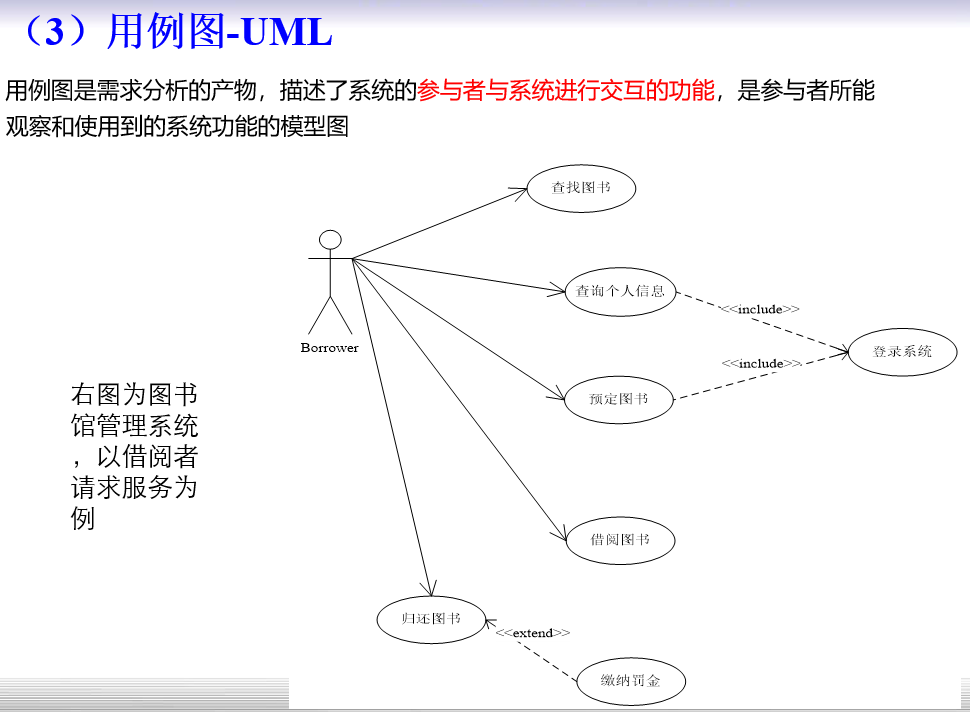 （3）用例图-UML
用例图是需求分析的产物，描述了系统的参与者与系统进行交互的功能，是参与者所能
观察和使用到的系统功能的模型图
查找图书
查询个人信息
<<include>>
Borrower
登录系统
<<include>>
预定图书
右图为图书
馆管理系统
，以借阅者
请求服务为
例
借阅图书
归还图书
<<extend>>
缴纳罚金